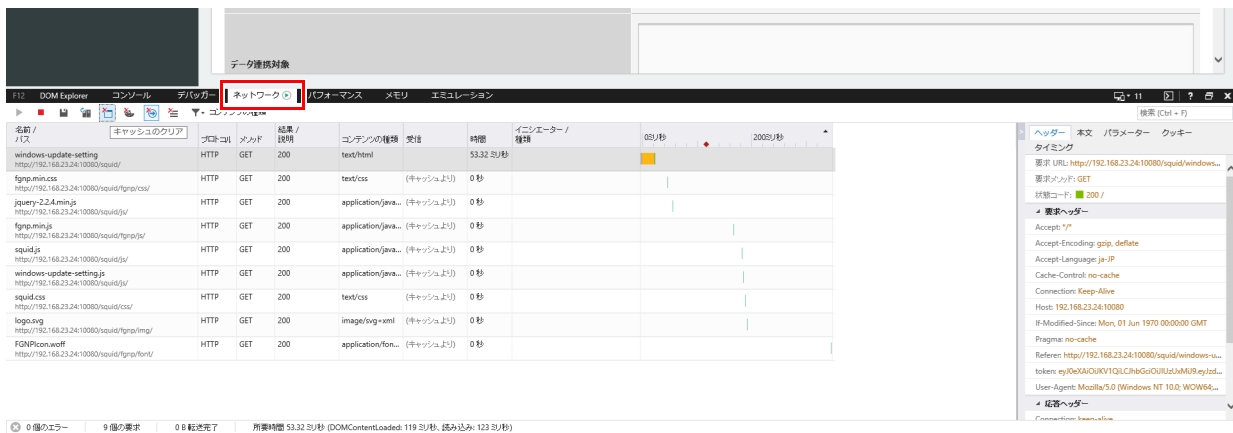 データ連携対象
F12 DOM Explorer コンソール デバッガー ネットワーク パフォーマンス メモリ エミュレーション 11 ?
コンテンツの種類 検索 (Ctrl + F)
キャッシュのクリア
名前 / パス プロトコル メソッド 結果 / 説明 コンテンツの種類 受信 時間 イニシエーター / 種類 0ミリ秒 200ミリ秒
windows-update-setting HTTP GET 200 text/html 53.32 ミリ秒
http://192.168.23.24:10080/squid/
fgnp.min.css HTTP GET 200 text/css (キャッシュより) 0 秒
http://192.168.23.24:10080/squid/fgnp/css/
jquery-2.2.4.min.js HTTP GET 200 application/java... (キャッシュより) 0 秒
http://192.168.23.24:10080/squid/js/
fgnp.min.js HTTP GET 200 application/java... (キャッシュより) 0 秒
http://192.168.23.24:10080/squid/fgnp/js/
squid.js HTTP GET 200 application/java... (キャッシュより) 0 秒
http://192.168.23.24:10080/squid/js/
windows-update-setting.js HTTP GET 200 application/java... (キャッシュより) 0 秒
http://192.168.23.24:10080/squid/js/
squid.css HTTP GET 200 text/css (キャッシュより) 0 秒
http://192.168.23.24:10080/squid/css/
logo.svg HTTP GET 200 image/svg+xml (キャッシュより) 0 秒
http://192.168.23.24:10080/squid/fgnp/img/
FGNPIcon.woff HTTP GET 200 application/fon... (キャッシュより) 0 秒
http://192.168.23.24:10080/squid/fgnp/font/
ヘッダー 本文 パラメーター クッキー
タイミング
要求 URL: http://192.168.23.24:10080/squid/windows...
要求メソッド: GET
状態コード: 200 /
要求ヘッダー
Accept: */*
Accept-Encoding: gzip, deflate
Accept-Language: ja-JP
Cache-Control: no-cache
Connection: Keep-Alive
Host: 192.168.23.24:10080
If-Modified-Since: Mon, 01 Jun 1970 00:00:00 GMT
Pragma: no-cache
Referer: http://192.168.23.24:10080/squid/windows-u...
User-Agent: Mozilla/5.0 (Windows NT 10.0; WOW64;...
応答ヘッダー
Connection: keep-alive
0 個のエラー 9 個の要求 0 B 転送完了 所要時間 53.32 ミリ秒 (DOMContentLoaded: 119 ミリ秒、読み込み: 123 ミリ秒)